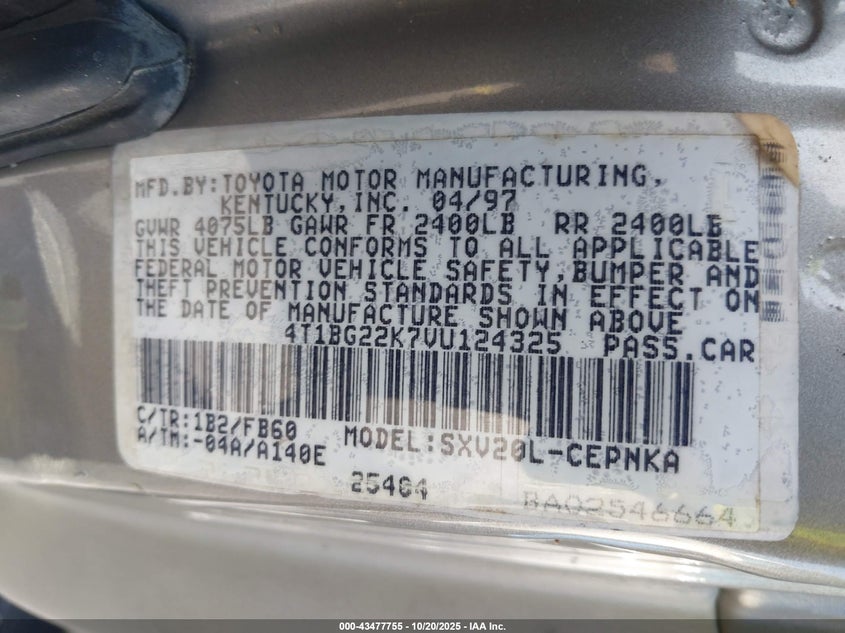 MFD.BY:TOYOTA MOTOR MANUFACTURING,
KENTUCKY,INC. 04/97
GVWR 4075LB GAWR FR 2400LB RR 2400LB
THIS VEHICLE CONFORMS TO ALL APPLICABLE
FEDERAL MOTOR VEHICLE SAFETY,BUMPER AND
THEFT PREVENTION STANDARDS IN EFFECT ON
THE DATE OF MANUFACTURE SHOWN ABOVE
4T1BG22K7VU124325 PASS.CAR
C/TR:1B2/FB60
A/TM:-04A/A140E
MODEL:SXV20L-CEPNKA
25484
RA02546664
000-43477755 | 10/20/2025 | IAA Inc.